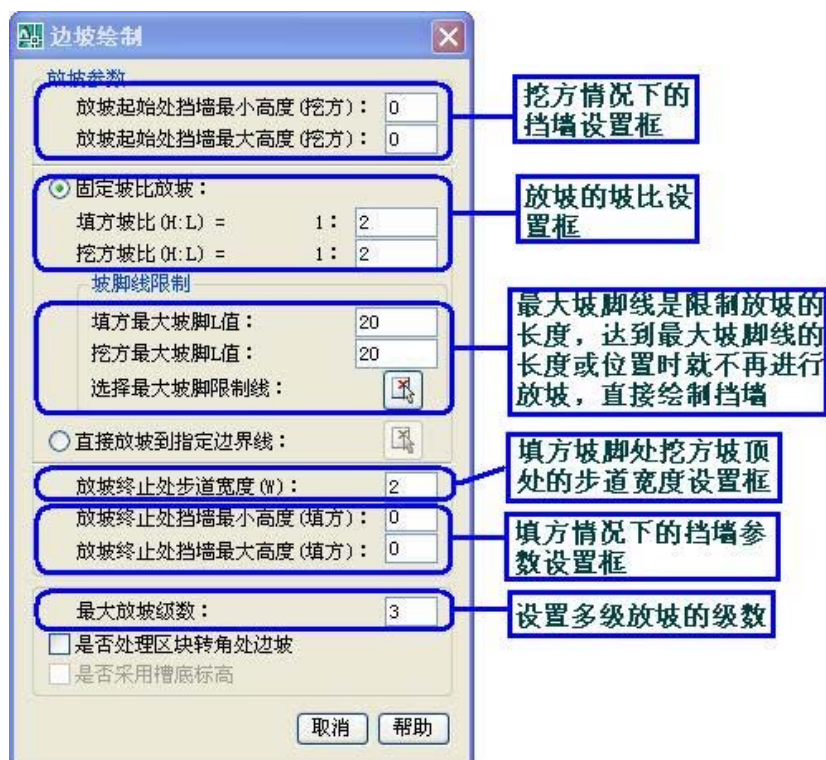 边坡绘制
放坡参数
放坡起始处挡墙最小高度(挖方)： 0
放坡起始处挡墙最大高度(挖方)： 0
挖方情况下的
挡墙设置框
固定坡比放坡：
填方坡比(H:L) = 1： 2
挖方坡比(H:L) = 1： 2
放坡的坡比设
置框
坡脚线限制
填方最大坡脚L值： 20
挖方最大坡脚L值： 20
选择最大坡脚限制线：
最大坡脚线是限制放坡的
长度，达到最大坡脚线的
长度或位置时就不再进行
放坡，直接绘制挡墙
直接放坡到指定边界线：
放坡终止处步道宽度(W)： 2
填方坡脚处挖方坡顶
处的步道宽度设置框
放坡终止处挡墙最小高度(填方)： 0
放坡终止处挡墙最大高度(填方)： 0
填方情况下的挡墙参
数设置框
最大放坡级数： 3
设置多级放坡的级数
是否处理区块转角处边坡
是否采用槽底标高
取消 帮助